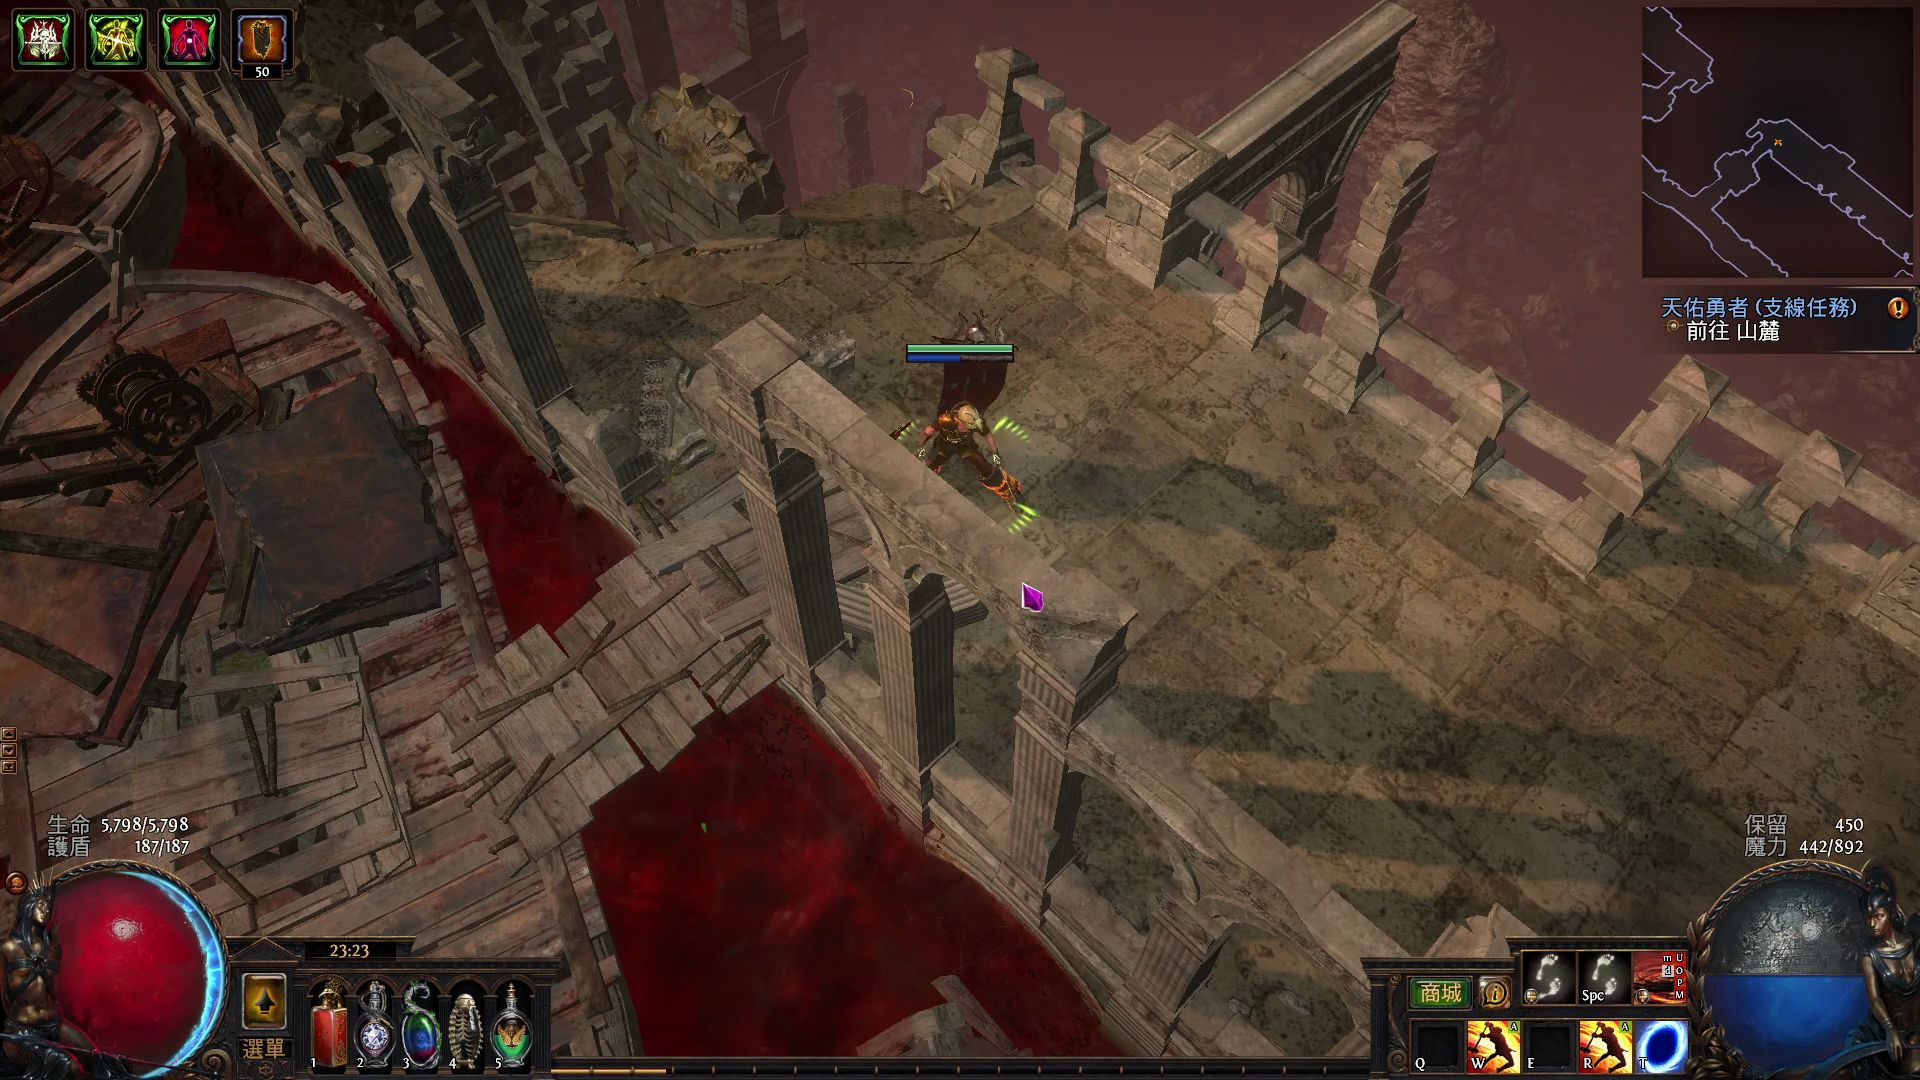 50
天佑勇者 (支線任務)
前往 山麓
生命 5,798/5,798
護盾 187/187
保留 450
魔力 442/892
23:23
選單
1 2 3 4 5
商城
Spc
m U
d O
P
M
A A
Q W E R T